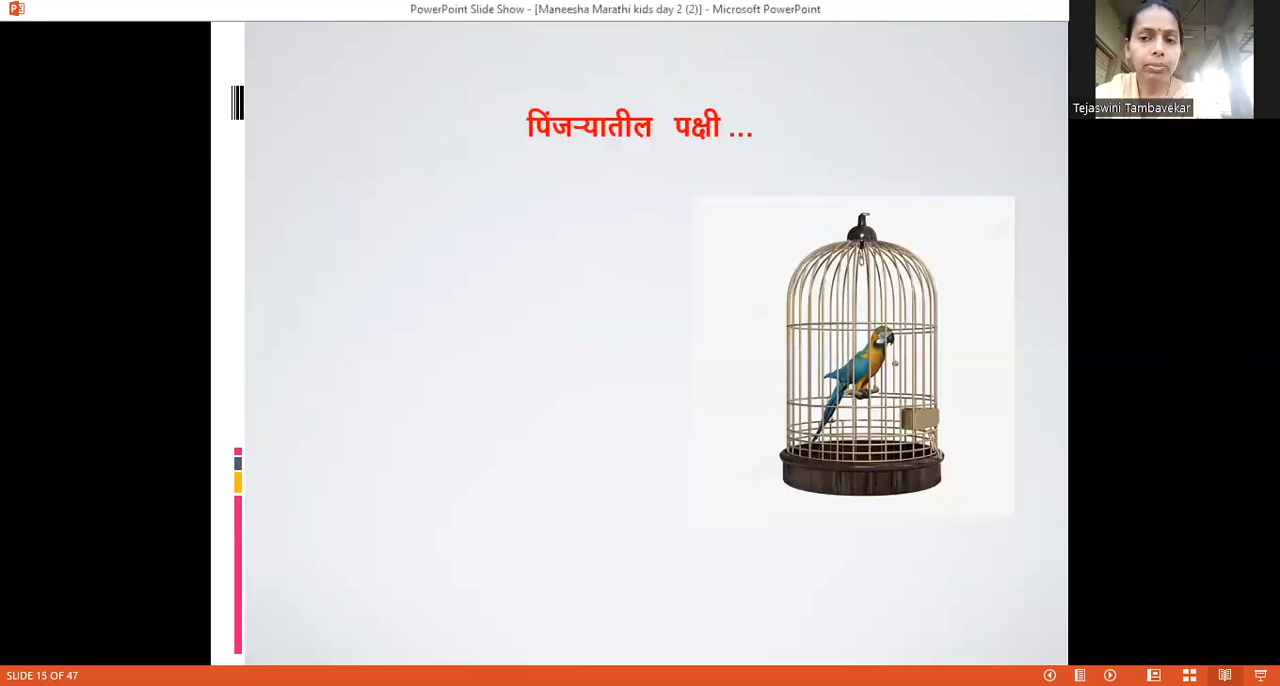 PowerPoint Slide Show - [Maneesha Marathi kids day 2 (2)] - Microsoft PowerPoint
Tejaswini Tambavekar
पिंजऱ्यातील पक्षी ...
SLIDE 15 OF 47